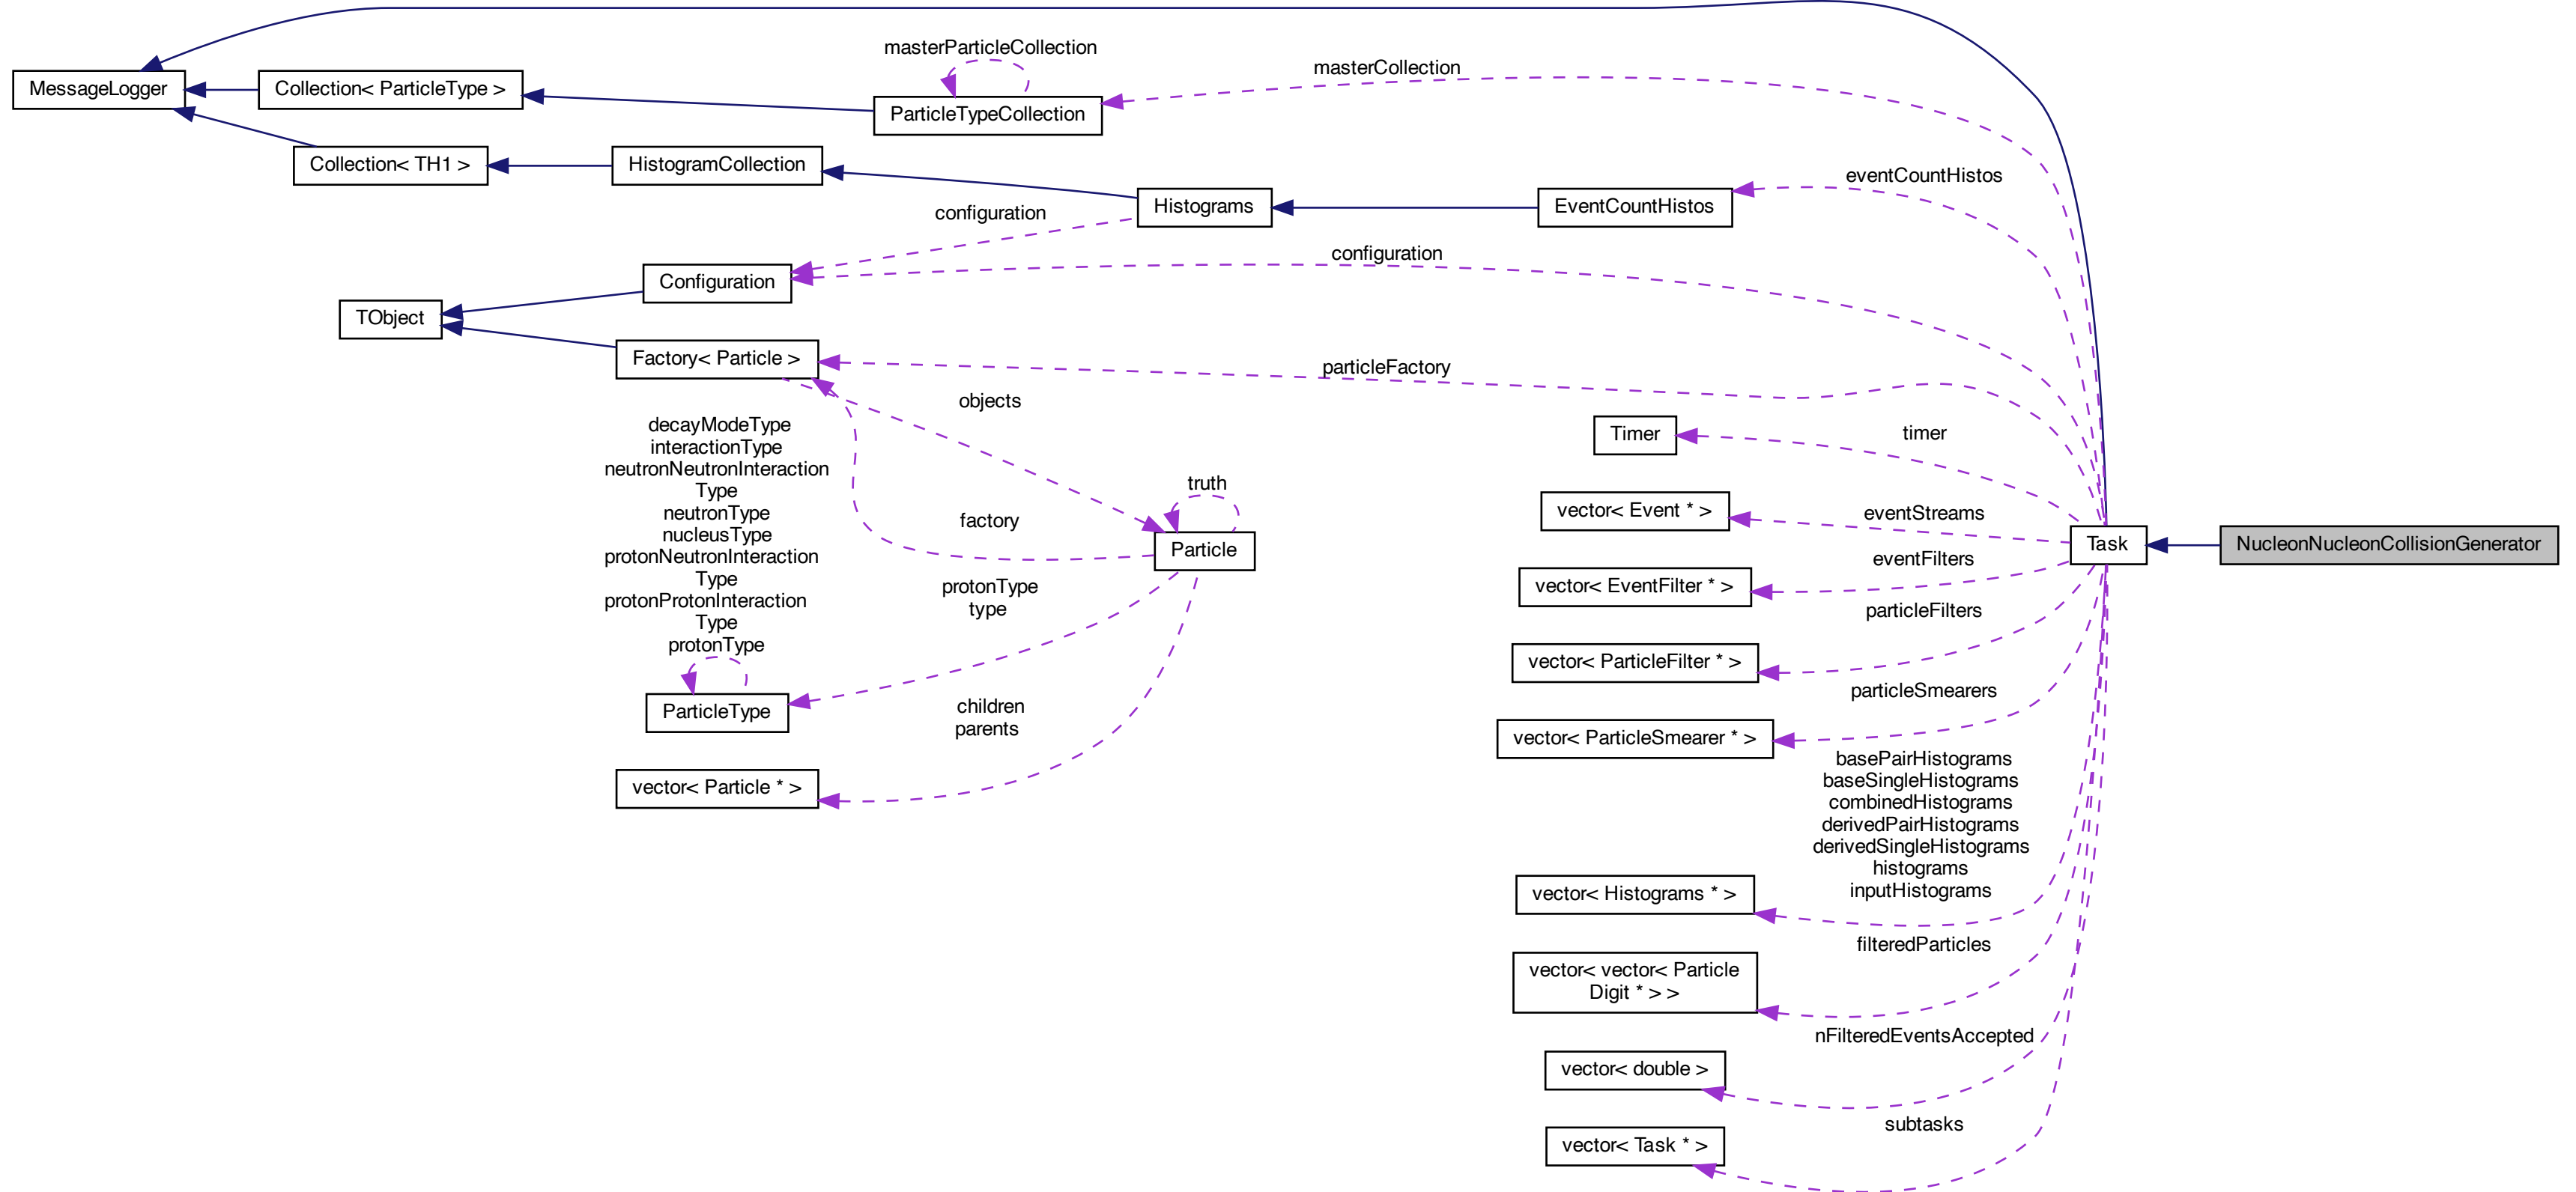 masterParticleCollection
masterCollection
MessageLogger
Collection< ParticleType >
ParticleTypeCollection
Collection< TH1 >
HistogramCollection
eventCountHistos
Histograms
EventCountHistos
configuration
configuration
Configuration
TObject
Factory< Particle >
particleFactory
objects
decayModeType
interactionType
neutronNeutronInteraction
Type
neutronType
nucleusType
protonNeutronInteraction
Type
protonProtonInteraction
Type
protonType
Timer
timer
truth
vector< Event * >
eventStreams
factory
Particle
Task
NucleonNucleonCollisionGenerator
eventFilters
vector< EventFilter * >
protonType
type
particleFilters
vector< ParticleFilter * >
particleSmearers
ParticleType
children
parents
vector< ParticleSmearer * >
vector< Particle * >
basePairHistograms
baseSingleHistograms
combinedHistograms
derivedPairHistograms
derivedSingleHistograms
histograms
inputHistograms
vector< Histograms * >
filteredParticles
vector< vector< Particle
Digit * > >
nFilteredEventsAccepted
vector< double >
subtasks
vector< Task * >